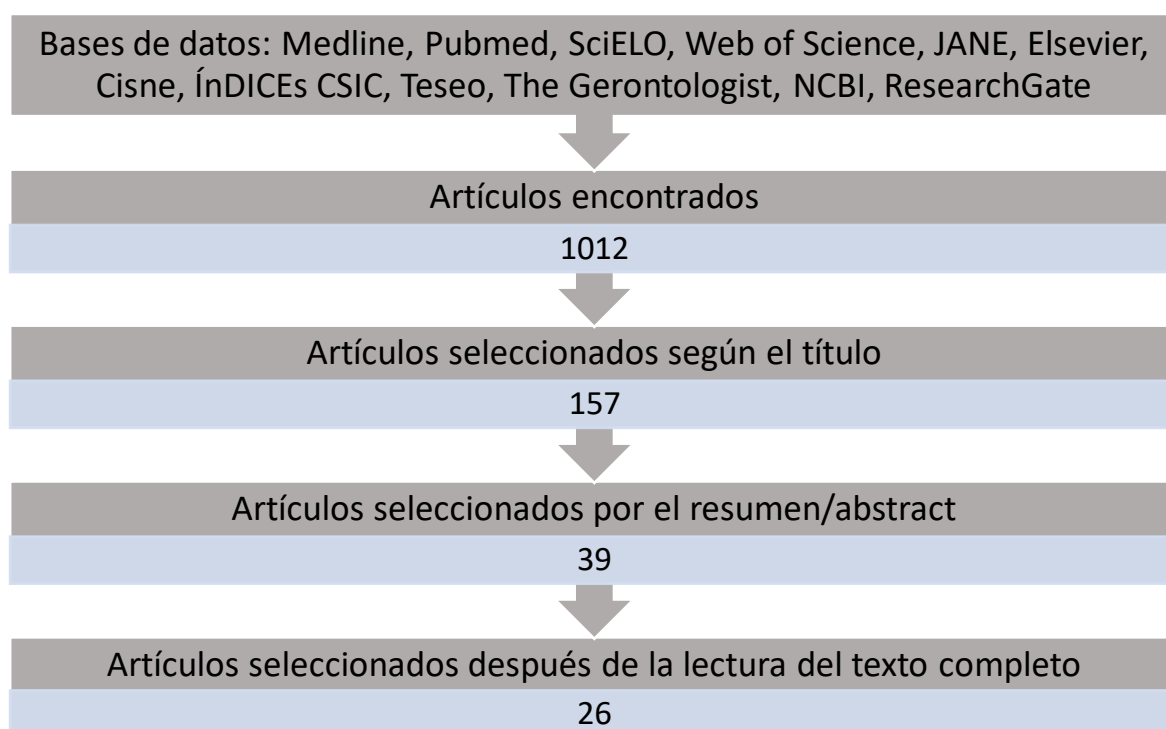 Bases de datos: Medline, Pubmed, SciELO, Web of Science, JANE, Elsevier,
Cisne, ÍnDICEs CSIC, Teseo, The Gerontologist, NCBI, ResearchGate
Artículos encontrados
1012
Artículos seleccionados según el título
157
Artículos seleccionados por el resumen/abstract
39
Artículos seleccionados después de la lectura del texto completo
26